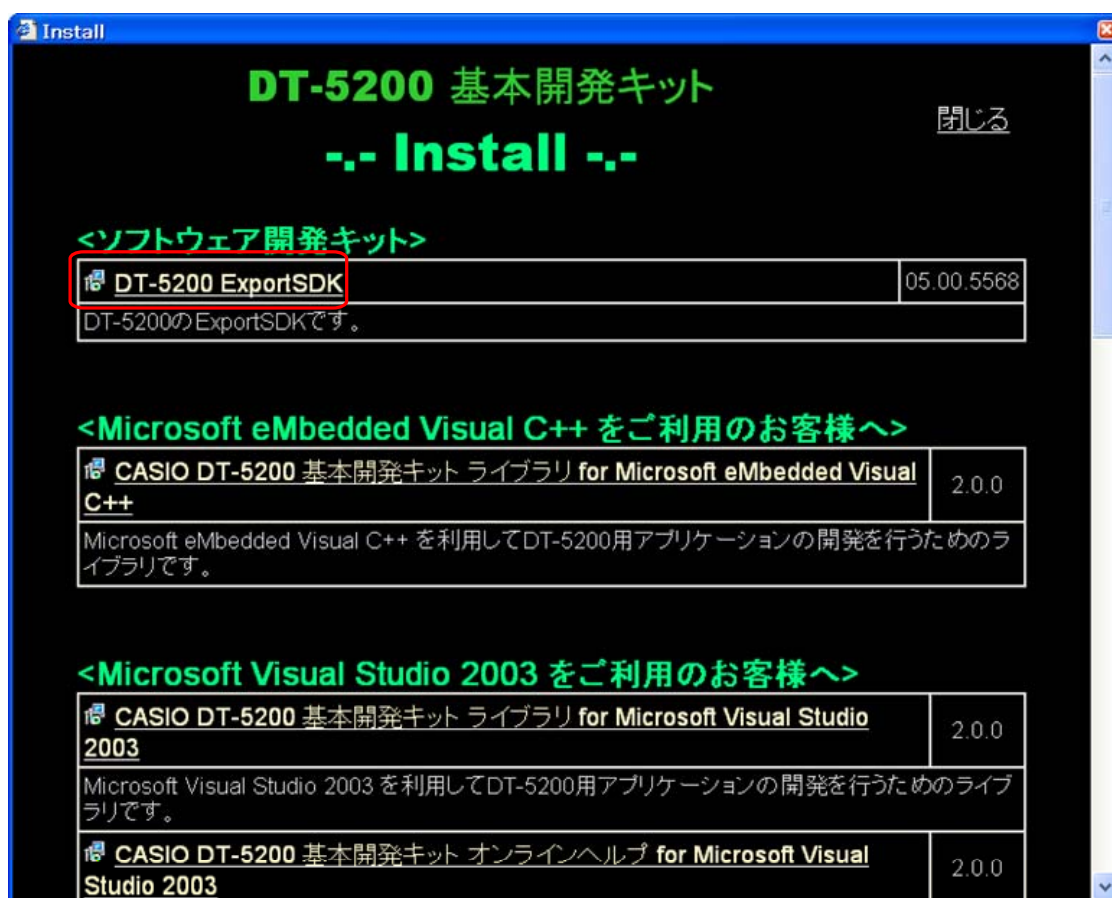 Install
DT-5200 基本開発キット
閉じる
-.- Install -.-
<ソフトウェア開発キット>
DT-5200 ExportSDK
05.00.5568
DT-5200のExportSDKです。
<Microsoft eMbedded Visual C++ をご利用のお客様へ>
CASIO DT-5200 基本開発キット ライブラリ for Microsoft eMbedded Visual
C++
2.0.0
Microsoft eMbedded Visual C++ を利用してDT-5200用アプリケーションの開発を行うためのラ
イブラリです。
<Microsoft Visual Studio 2003 をご利用のお客様へ>
CASIO DT-5200 基本開発キット ライブラリ for Microsoft Visual Studio
2003
2.0.0
Microsoft Visual Studio 2003 を利用してDT-5200用アプリケーションの開発を行うためのライブ
ラリです。
CASIO DT-5200 基本開発キット オンラインヘルプ for Microsoft Visual
Studio 2003
2.0.0